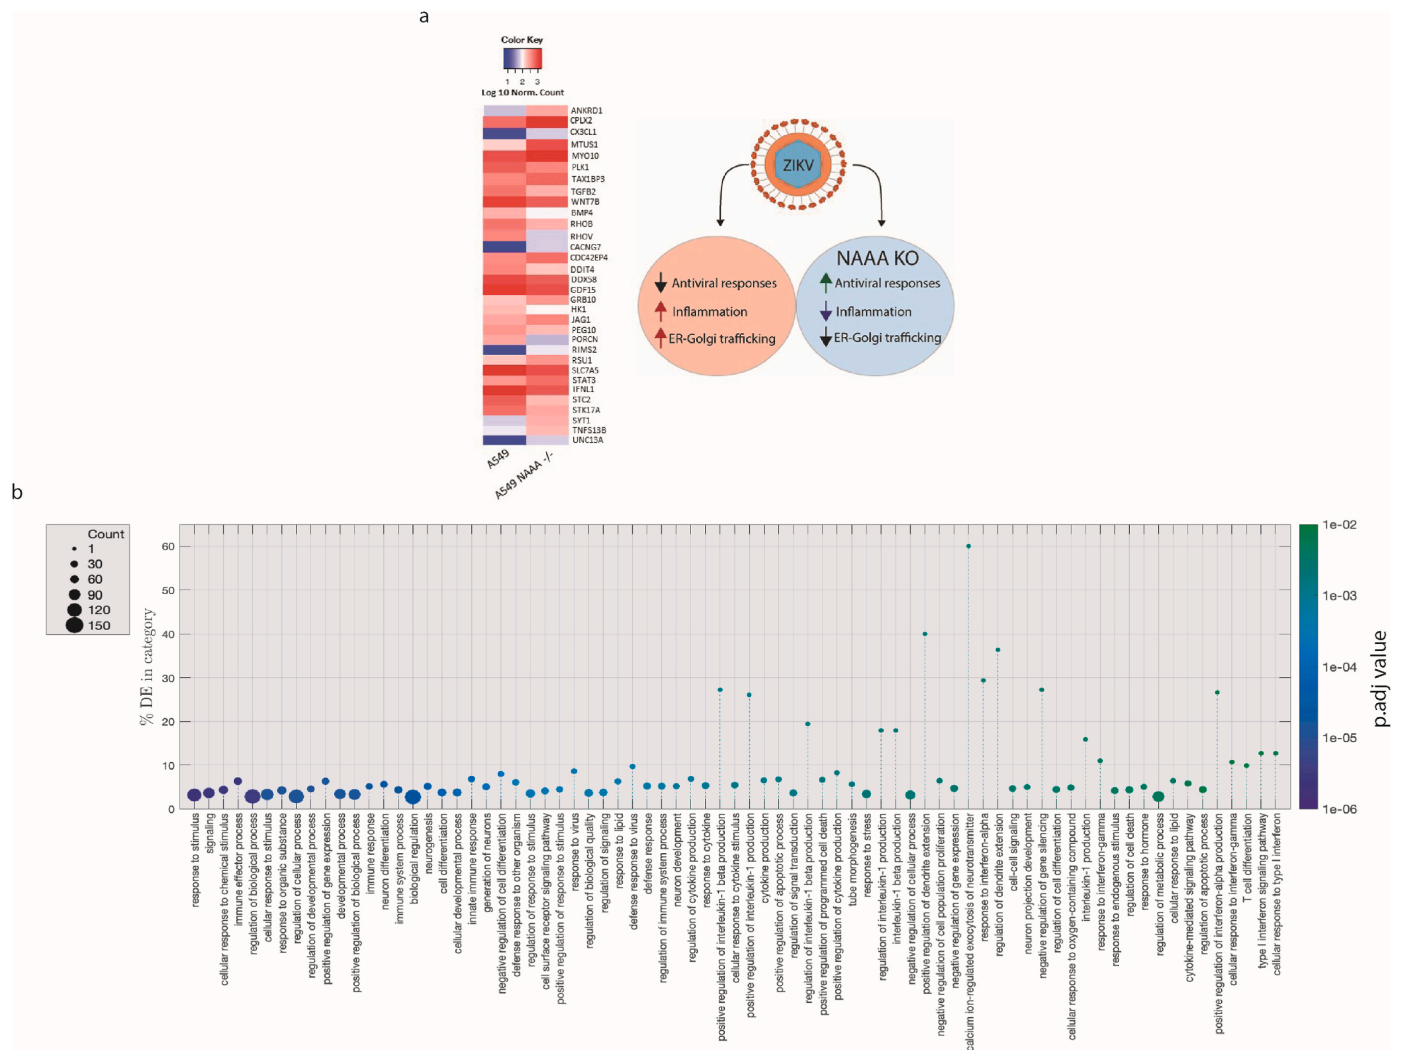 a
Color Key
1 2 3
Log 10 Norm. Count
ANKRD1
CPLX2
CX3CL1
MTUS1
MYO10
PLK1
TAX1BP3
TGFB2
WNT7B
BMP4
RHOB
RHOV
CACNG7
CDC42EP4
DDIT4
DDX58
GDF15
GRB10
HK1
JAG1
PEG10
PORCN
RIMS2
RSU1
SLC7A5
STAT3
IFNL1
STC2
STK17A
SYT1
TNFS13B
UNC13A
A549
A549 NAAA -/-
ZIKV
Antiviral responses
Inflammation
ER-Golgi trafficking
NAAA KO
Antiviral responses
Inflammation
ER-Golgi trafficking
b
Count
1
30
60
90
120
150
% DE in category
60
50
40
30
20
10
0
response to stimulus
signaling
cellular response to chemical stimulus
immune effector process
regulation of biological process
cellular response to stimulus
response to organic substance
regulation of cellular process
regulation of developmental process
positive regulation of gene expression
developmental process
positive regulation of biological process
immune response
neuron differentiation
immune system process
biological regulation
neurogenesis
cell differentiation
cellular developmental process
innate immune response
generation of neurons
negative regulation of cell differentiation
defense response to other organism
regulation of response to stimulus
cell surface receptor signaling pathway
positive regulation of response to stimulus
response to virus
regulation of biological quality
regulation of signaling
response to lipid
defense response to virus
defense response
regulation of immune system process
neuron development
regulation of cytokine production
response to cytokine
positive regulation of interleukin-1 beta production
cellular response to cytokine stimulus
positive regulation of interleukin-1 production
cytokine production
positive regulation of apoptotic process
regulation of signal transduction
regulation of interleukin-1 beta production
positive regulation of programmed cell death
positive regulation of cytokine production
tube morphogenesis
response to stress
regulation of interleukin-1 production
interleukin-1 beta production
negative regulation of cellular process
positive regulation of dendrite extension
negative regulation of cell population proliferation
negative regulation of gene expression
calcium ion-regulated exocytosis of neurotransmitter
response to interferon-alpha
regulation of dendrite extension
cell-cell signaling
neuron projection development
negative regulation of gene silencing
regulation of cell differentiation
cellular response to oxygen-containing compound
interleukin-1 production
response to interferon-gamma
response to endogenous stimulus
regulation of cell death
response to hormone
regulation of metabolic process
cellular response to lipid
cytokine-mediated signaling pathway
regulation of apoptotic process
positive regulation of interferon-alpha production
cellular response to interferon-gamma
T cell differentiation
type I interferon signaling pathway
cellular response to type I interferon
1e-02
1e-03
1e-04
1e-05
1e-06
p.adj value